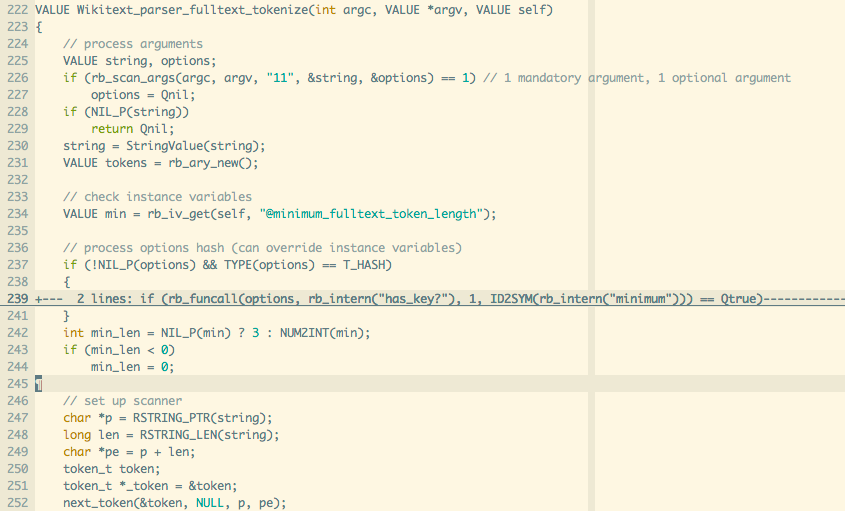 222 VALUE Wikitext_parser_fulltext_tokenize(int argc, VALUE *argv, VALUE self)
223 {
224     // process arguments
225     VALUE string, options;
226     if (rb_scan_args(argc, argv, "11", &string, &options) == 1) // 1 mandatory argument, 1 optional argument
227         options = Qnil;
228     if (NIL_P(string))
229         return Qnil;
230     string = StringValue(string);
231     VALUE tokens = rb_ary_new();
232
233     // check instance variables
234     VALUE min = rb_iv_get(self, "@minimum_fulltext_token_length");
235
236     // process options hash (can override instance variables)
237     if (!NIL_P(options) && TYPE(options) == T_HASH)
238     {
239 +---  2 lines: if (rb_funcall(options, rb_intern("has_key?"), 1, ID2SYM(rb_intern("minimum"))) == Qtrue)------------
241     }
242     int min_len = NIL_P(min) ? 3 : NUM2INT(min);
243     if (min_len < 0)
244         min_len = 0;
245 ¶
246     // set up scanner
247     char *p = RSTRING_PTR(string);
248     long len = RSTRING_LEN(string);
249     char *pe = p + len;
250     token_t token;
251     token_t *_token = &token;
252     next_token(&token, NULL, p, pe);